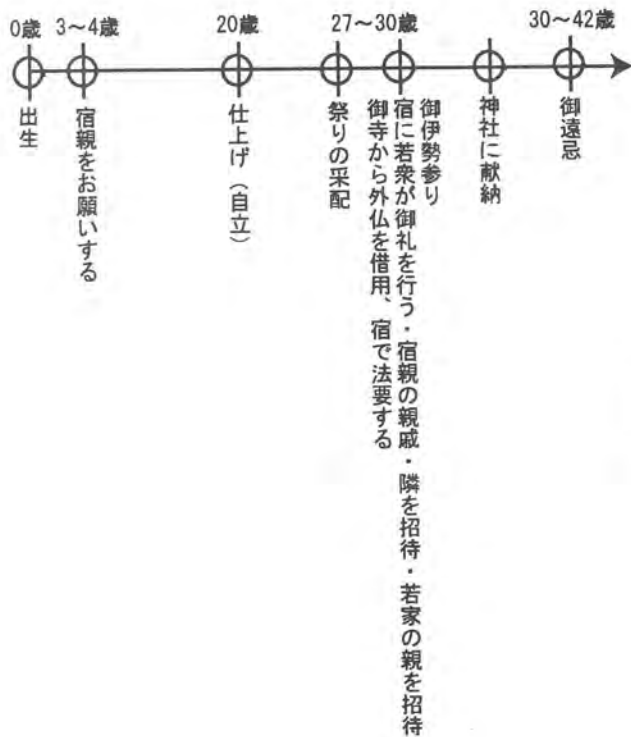 0歳
3～4歳
20歳
27～30歳
30～42歳
出生
宿親をお願いする
仕上げ（自立）
祭りの采配
御伊勢参り
宿に若衆が御礼を行う・宿親の親戚・隣を招待・若家の親を招待
御寺から外仏を借用、宿で法要する
神社に献納
御遠忌